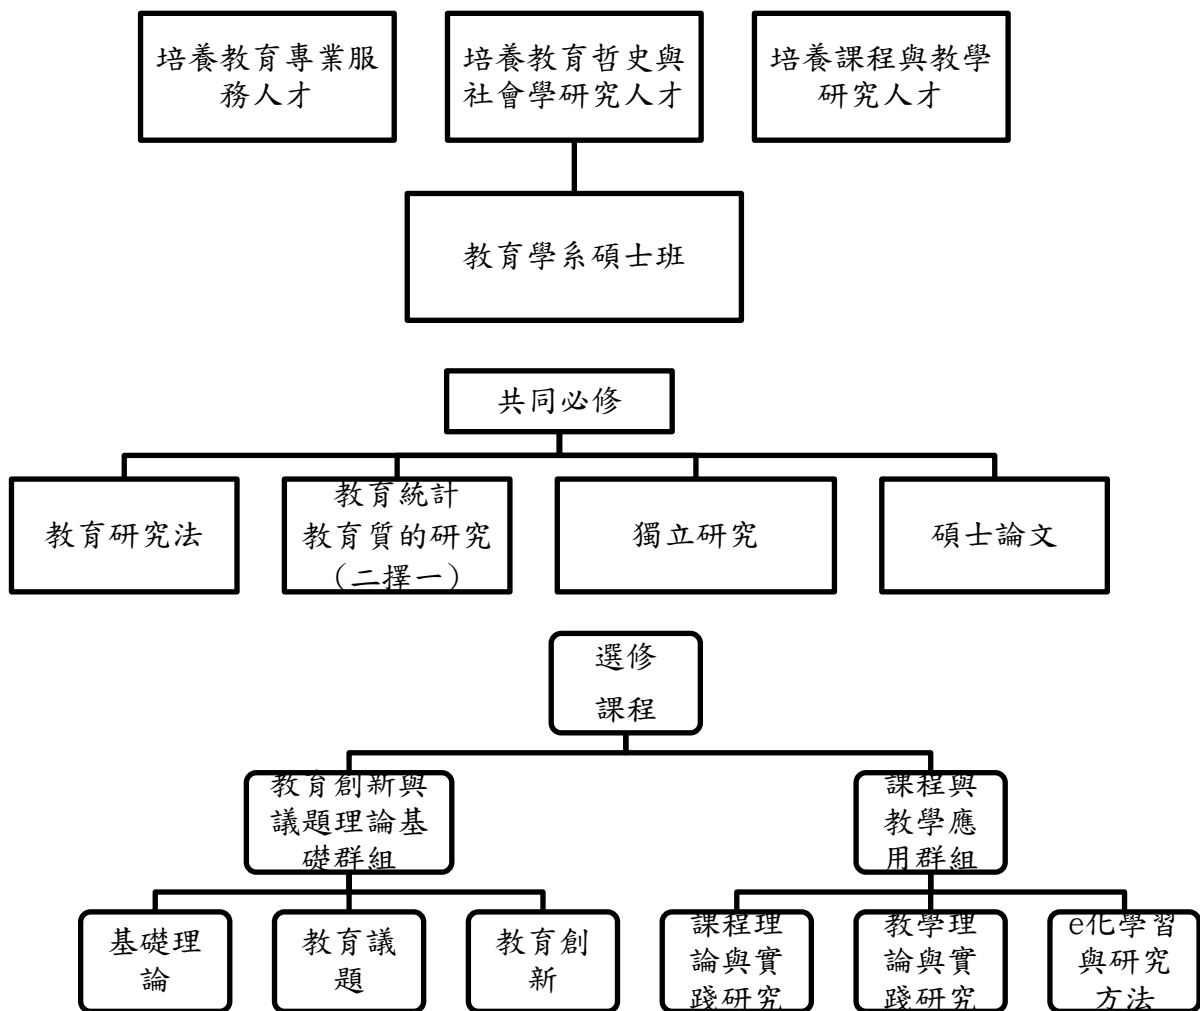 培養教育專業服
務人才
培養教育哲史與
社會學研究人才
培養課程與教學
研究人才
教育學系碩士班
共同必修
教育研究法
教育統計
教育質的研究
（二擇一）
獨立研究
碩士論文
選修
課程
教育創新與
議題理論基
礎群組
課程與
教學應
用群組
基礎理
論
教育議
題
教育創
新
課程理
論與實
踐研究
教學理
論與實
踐研究
e化學習
與研究
方法